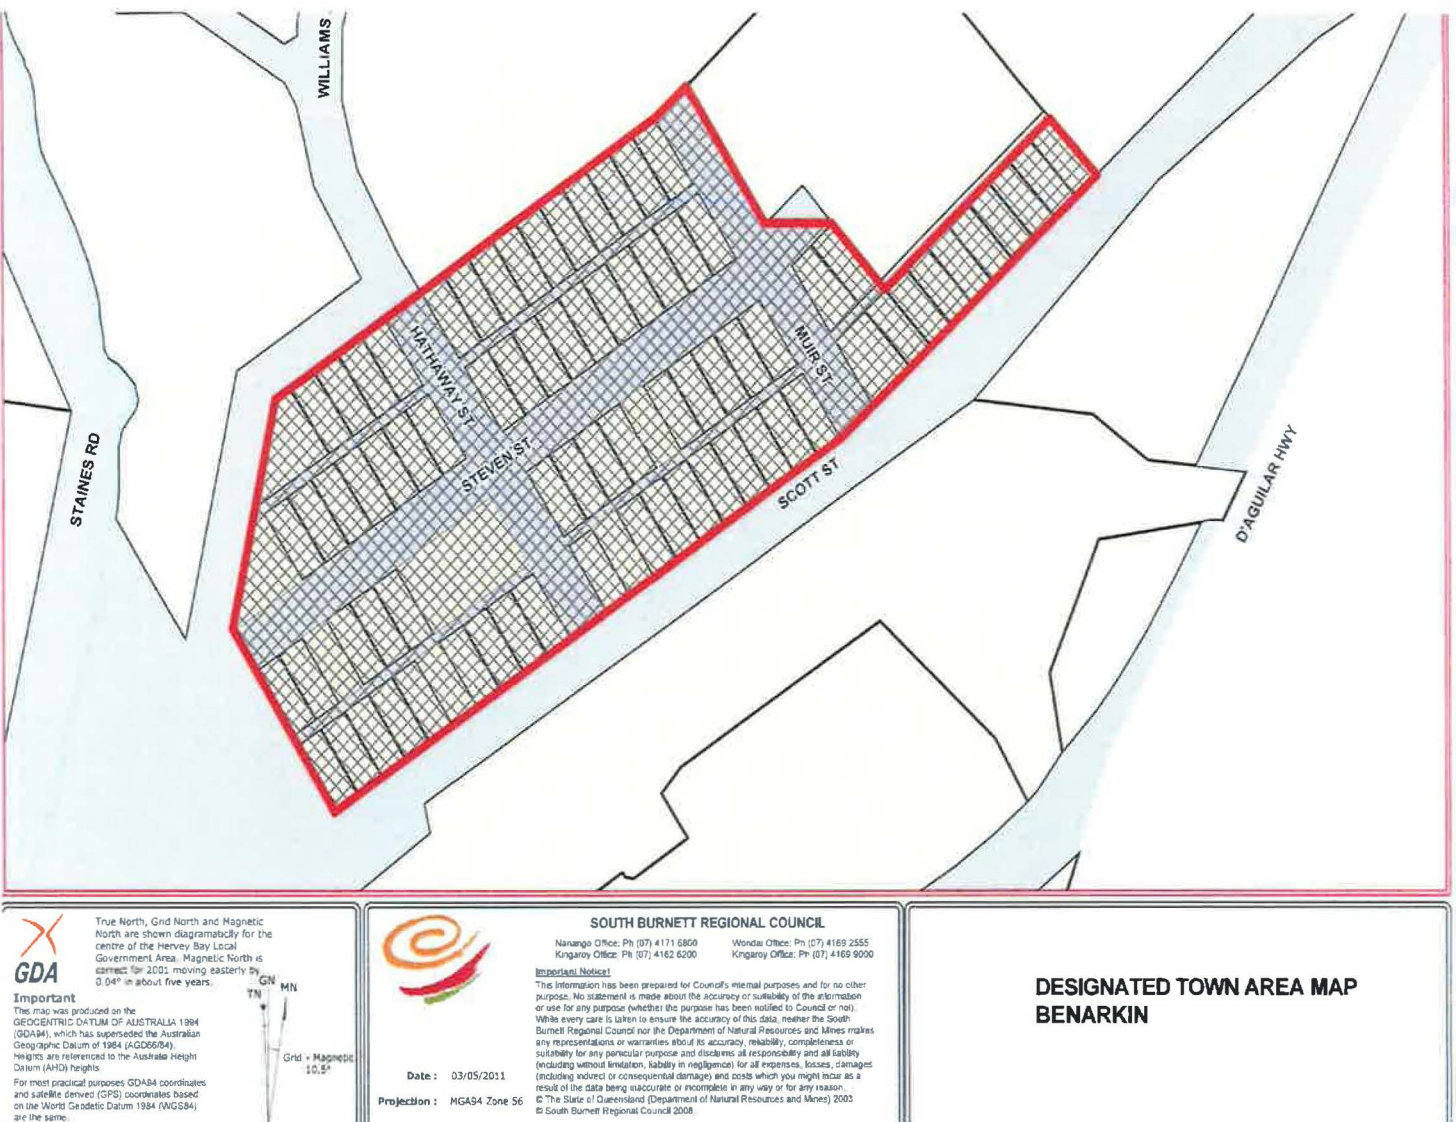 WILLIAMS
HATHAWAY ST
MUIR ST
STEVEN ST
STAINES RD
SCOTT ST
D'AGUILAR HWY
GDA
True North, Grid North and Magnetic
North are shown diagramatically for the
centre of the Hervey Bay Local
Government Area. Magnetic North is
correct for 2001 moving easterly by
0.04° in about five years.
GN
TN
MN
Grid - Magnetic
10.5°
Important
This map was produced on the
GEOCENTRIC DATUM OF AUSTRALIA 1994
(GDA94), which has superseded the Australian
Geographic Datum of 1984 (AGD66/84).
Heights are referenced to the Australia Height
Datum (AHD) heights
For most practical purposes GDA94 coordinates
and satellite derived (GPS) coordinates based
on the World Geodetic Datum 1984 (WGS84)
are the same.
Date : 03/05/2011
Projection : MGA94 Zone 56
SOUTH BURNETT REGIONAL COUNCIL
Nanango Office: Ph (07) 4171 6800 Wondai Office: Ph (07) 4169 2555
Kingaroy Office: Ph (07) 4162 6200 Kingaroy Office: Ph (07) 4169 9000
Important Notice!
This information has been prepared for Council's internal purposes and for no other
purpose. No statement is made about the accuracy or suitability of the information
or use for any purpose (whether the purpose has been notified to Council or not).
While every care is taken to ensure the accuracy of this data, neither the South
Burnett Regional Council nor the Department of Natural Resources and Mines makes
any representations or warranties about its accuracy, reliability, completeness or
suitability for any particular purpose and disclaims all responsibility and all liability
(including without limitation, liability in negligence) for all expenses, losses, damages
(including indirect or consequential damage) and costs which you might incur as a
result of the data being inaccurate or incomplete in any way or for any reason.
© The State of Queensland (Department of Natural Resources and Mines) 2003
© South Burnett Regional Council 2008.
DESIGNATED TOWN AREA MAP
BENARKIN